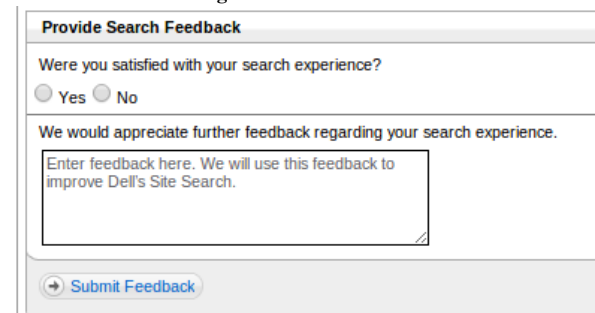 Provide Search Feedback
Were you satisfied with your search experience?
Yes No
We would appreciate further feedback regarding your search experience.
Enter feedback here. We will use this feedback to
improve Dell's Site Search.
Submit Feedback